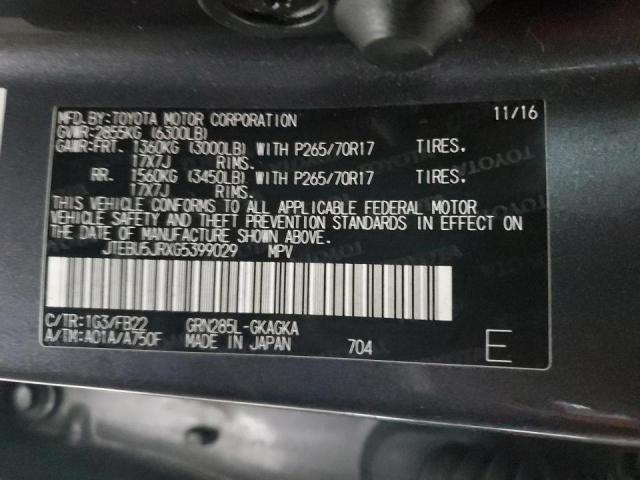 MFD.BY:TOYOTA MOTOR CORPORATION 11/16
GVWR:2855KG (6300LB)
GAWR:FRT. 1360KG (3000LB) WITH P265/70R17 TIRES.
17X7J RIMS.
RR. 1560KG (3450LB) WITH P265/70R17 TIRES.
17X7J RIMS.
THIS VEHICLE CONFORMS TO ALL APPLICABLE FEDERAL MOTOR
VEHICLE SAFETY AND THEFT PREVENTION STANDARDS IN EFFECT ON
THE DATE OF MANUFACTURE SHOWN ABOVE.
JTEBU5JRXG5399029 MPV
C/TR:1G3/FB22 GRN285L-GKAGKA
A/TM:A01A/A750F MADE IN JAPAN 704 E